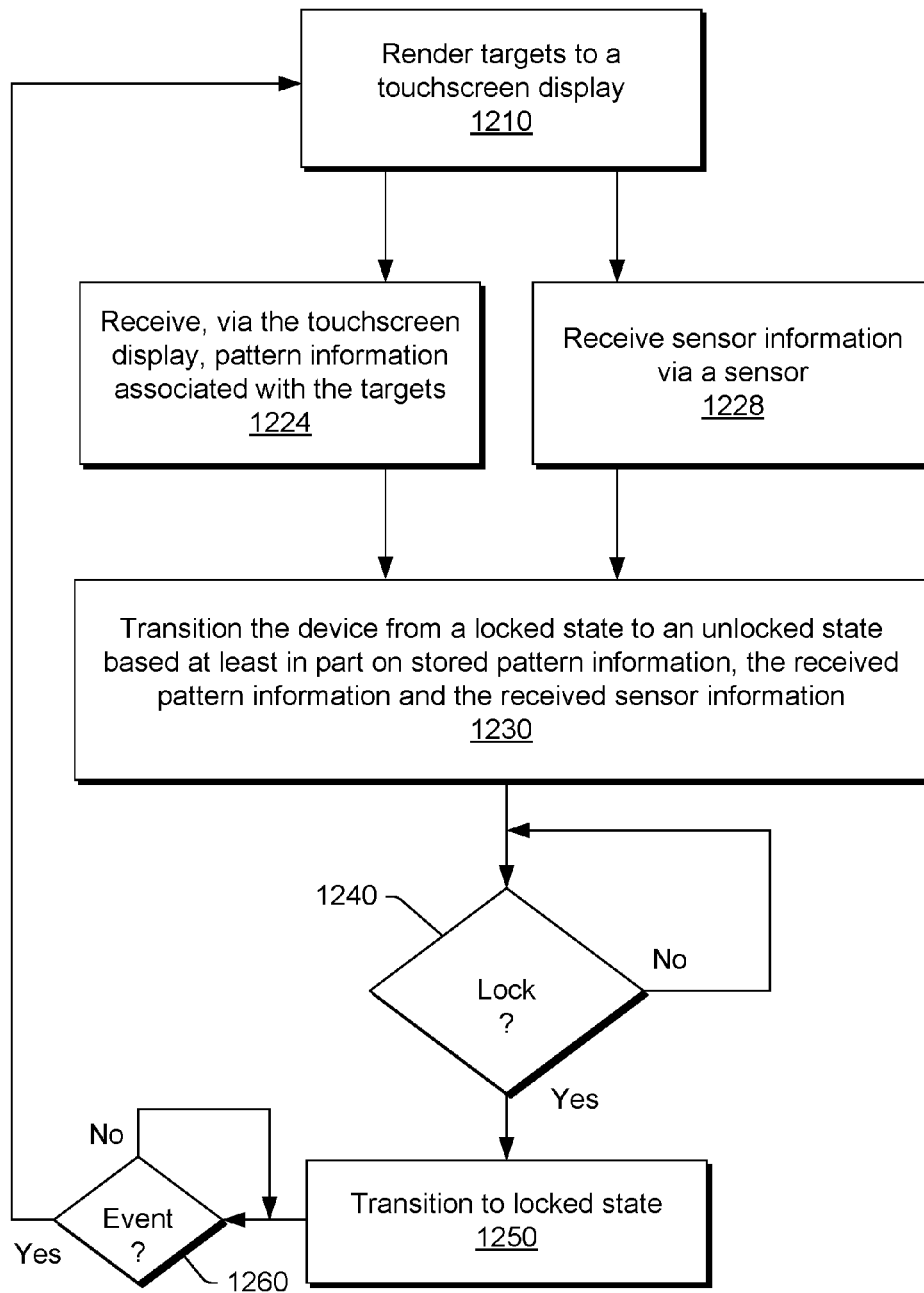 Render targets to a
touchscreen display
1210
Receive, via the touchscreen
display, pattern information
associated with the targets
1224
Receive sensor information
via a sensor
1228
Transition the device from a locked state to an unlocked state
based at least in part on stored pattern information, the received
pattern information and the received sensor information
1230
1240
Lock
?
No
Yes
Transition to locked state
1250
No
Event
?
Yes
1260